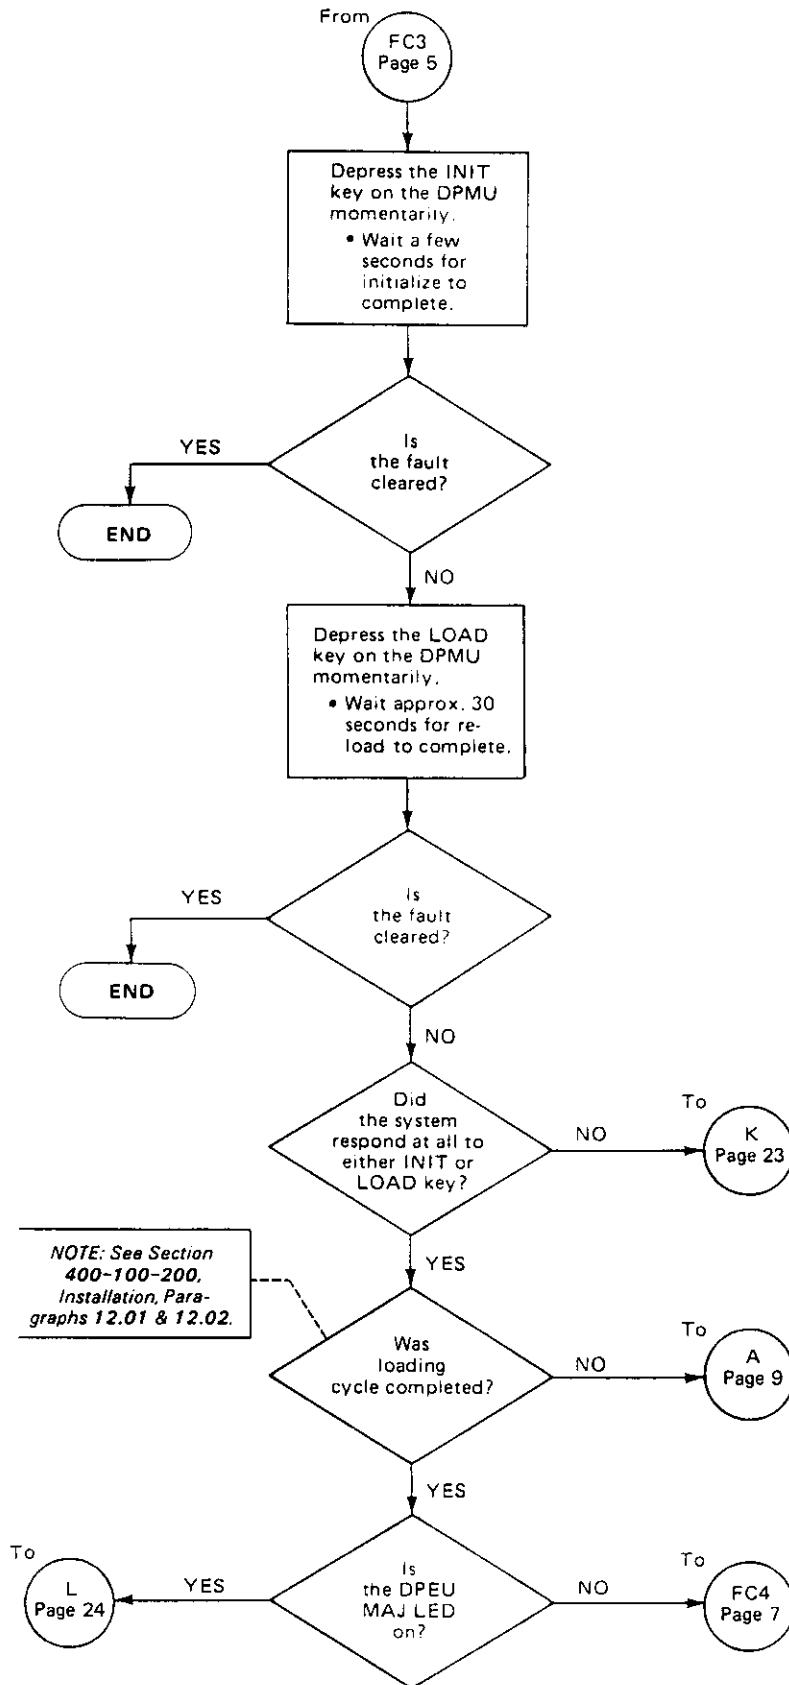 From
FC3
Page 5
Depress the INIT
key on the DPMU
momentarily.
• Wait a few
seconds for
initialize to
complete.
Is
the fault
cleared?
YES
END
NO
Depress the LOAD
key on the DPMU
momentarily.
• Wait approx. 30
seconds for re-
load to complete.
Is
the fault
cleared?
YES
END
NO
Did
the system
respond at all to
either INIT or
LOAD key?
NO
To
K
Page 23
YES
NOTE: See Section
400-100-200,
Installation, Para-
graphs 12.01 & 12.02.
Was
loading
cycle completed?
NO
To
A
Page 9
YES
Is
the DPEU
MAJ LED
on?
YES
To
L
Page 24
NO
To
FC4
Page 7